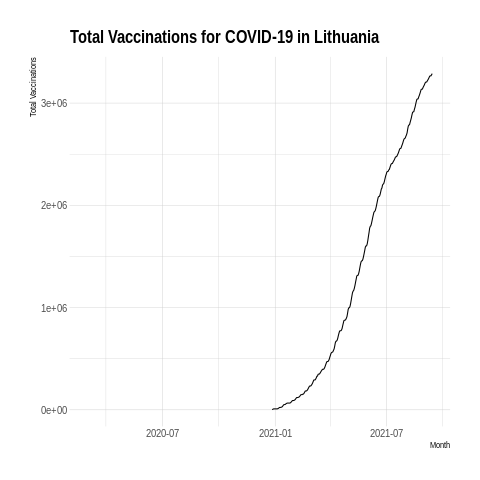 Total Vaccinations for COVID-19 in Lithuania
Total Vaccinations
3e+06
2e+06
1e+06
0e+00
2020-07
2021-01
2021-07
Month